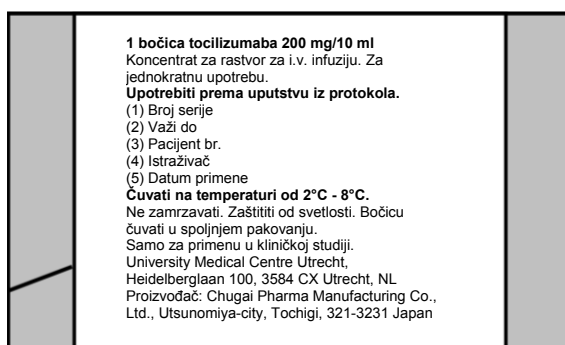 1 bočica tocilizumaba 200 mg/10 ml
Koncentrat za rastvor za i.v. infuziju. Za
jednokratnu upotrebu.
Upotrebiti prema uputstvu iz protokola.
(1) Broj serije
(2) Važi do
(3) Pacijent br.
(4) Istraživač
(5) Datum primene
Čuvati na temperaturi od 2°C - 8°C.
Ne zamrzavati. Zaštititi od svetlosti. Bočicu
čuvati u spoljnjem pakovanju.
Samo za primenu u kliničkoj studiji.
University Medical Centre Utrecht,
Heidelberglaan 100, 3584 CX Utrecht, NL
Proizvođač: Chugai Pharma Manufacturing Co.,
Ltd., Utsunomiya-city, Tochigi, 321-3231 Japan